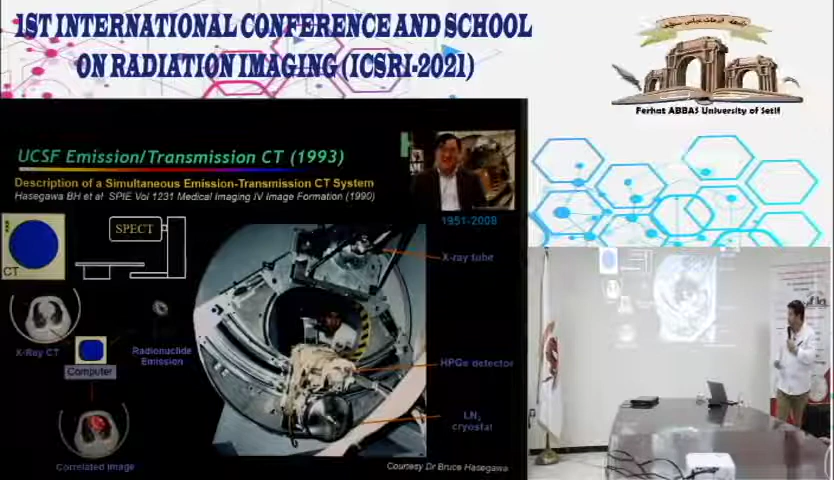 1ST INTERNATIONAL CONFERENCE AND SCHOOL
ON RADIATION IMAGING (ICSRI-2021)
Ferhat ABBAS University of Setif
UCSF Emission/Transmission CT (1993)
Description of a Simultaneous Emission-Transmission CT System
Hasegawa BH et al SPIE Vol 1231 Medical Imaging IV Image Formation (1990)
1951-2008
CT
SPECT
X-ray tube
X-Ray CT
Radionuclide
Emission
Computer
HPGe detector
LN2
cryostat
Correlated Image
Courtesy Dr Bruce Hasegawa